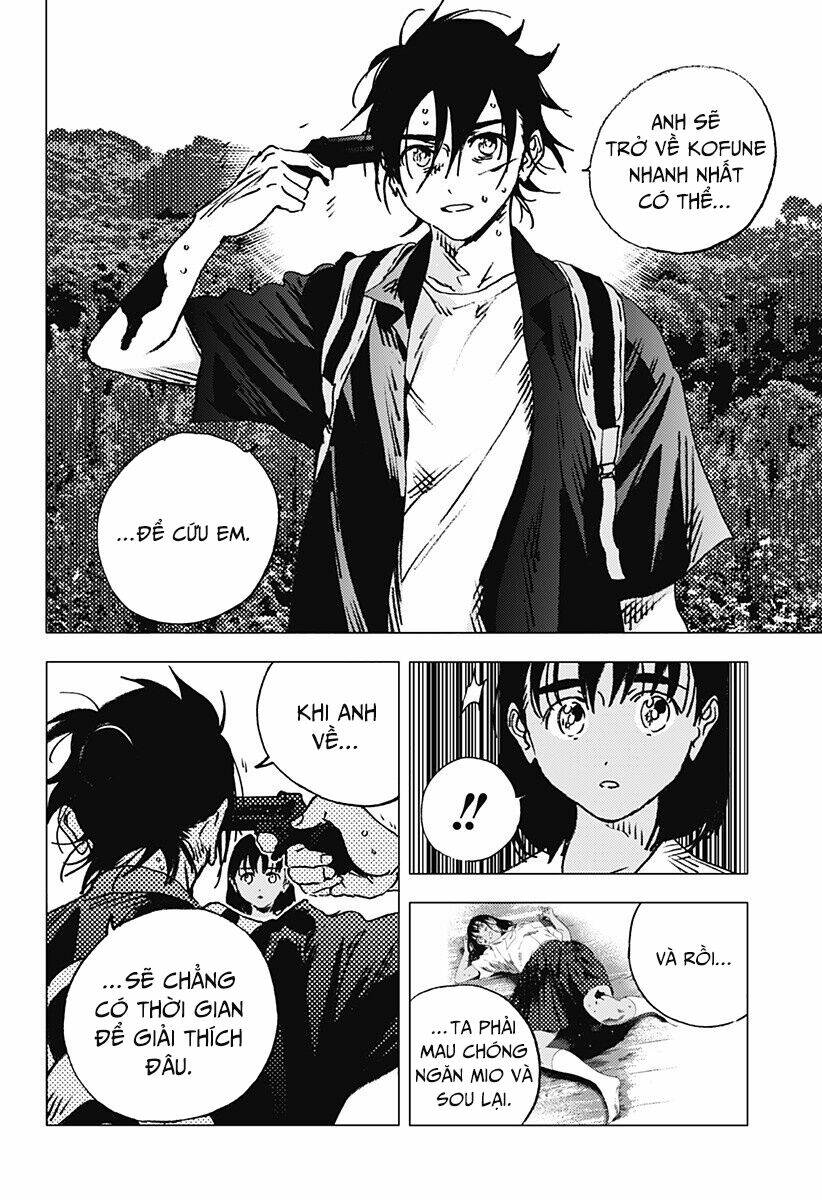 ANH SẼ
TRỞ VỀ KOFUNE
NHANH NHẤT
CÓ THỂ...
...ĐỂ CỨU EM.
!!
VÀ RỒI...
...TA PHẢI
MAU CHÓNG
NGĂN MIO VÀ
SOU LẠI.
KHI ANH
VỀ...
...SẼ CHẲNG
CÓ THỜI GIAN
ĐỂ GIẢI THÍCH
ĐÂU.